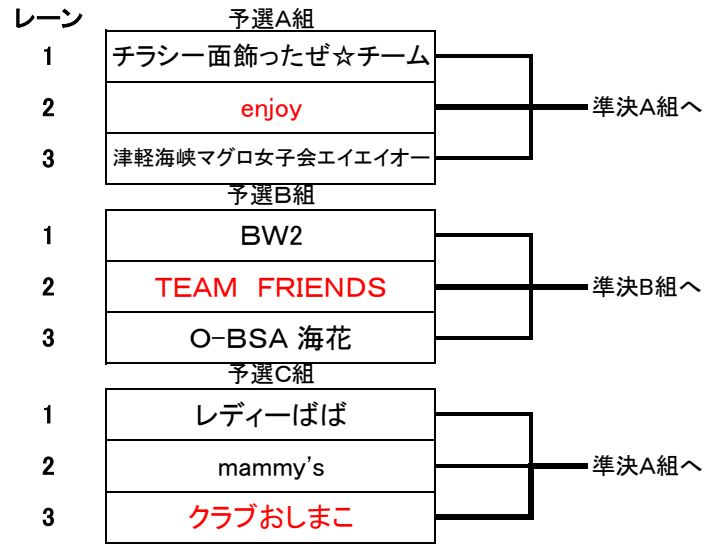 レーン 予選A組
1 チラシ一面飾ったぜ☆チーム
2 enjoy 準決A組へ
3 津軽海峡マグロ女子会エイエイオー
予選B組
1 BW2
2 TEAM FRIENDS 準決B組へ
3 O-BSA 海花
予選C組
1 レディーばば
2 mammy's 準決A組へ
3 クラブおしまこ